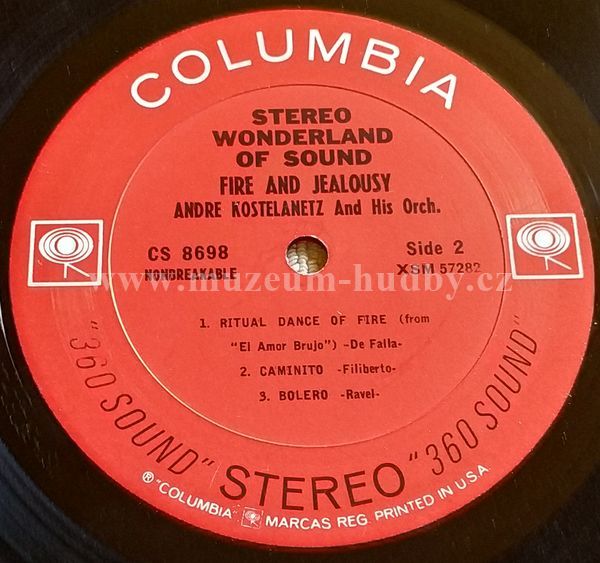 COLUMBIA
STEREO
WONDERLAND
OF SOUND
FIRE AND JEALOUSY
ANDRE KOSTELANETZ And His Orch.
CS 8698 Side 2
NONBREAKABLE XSM 57282
www.muzeum-hudby.cz
1. RITUAL DANCE OF FIRE (from
"El Amor Brujo") -De Falla-
2. CAMINITO -Filiberto-
3. BOLERO -Ravel-
"360 SOUND" STEREO "360 SOUND"
® "COLUMBIA" MARCAS REG. PRINTED IN U.S.A.